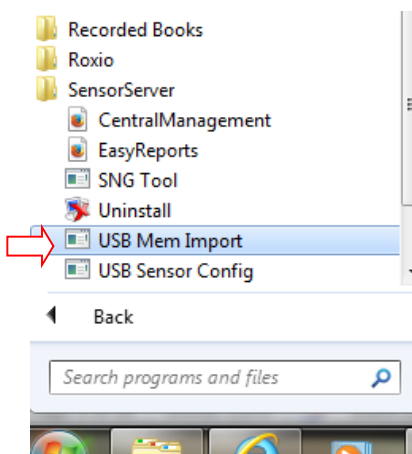 Recorded Books
Roxio
SensorServer
CentralManagement
EasyReports
SNG Tool
Uninstall
USB Mem Import
USB Sensor Config
Back
Search programs and files